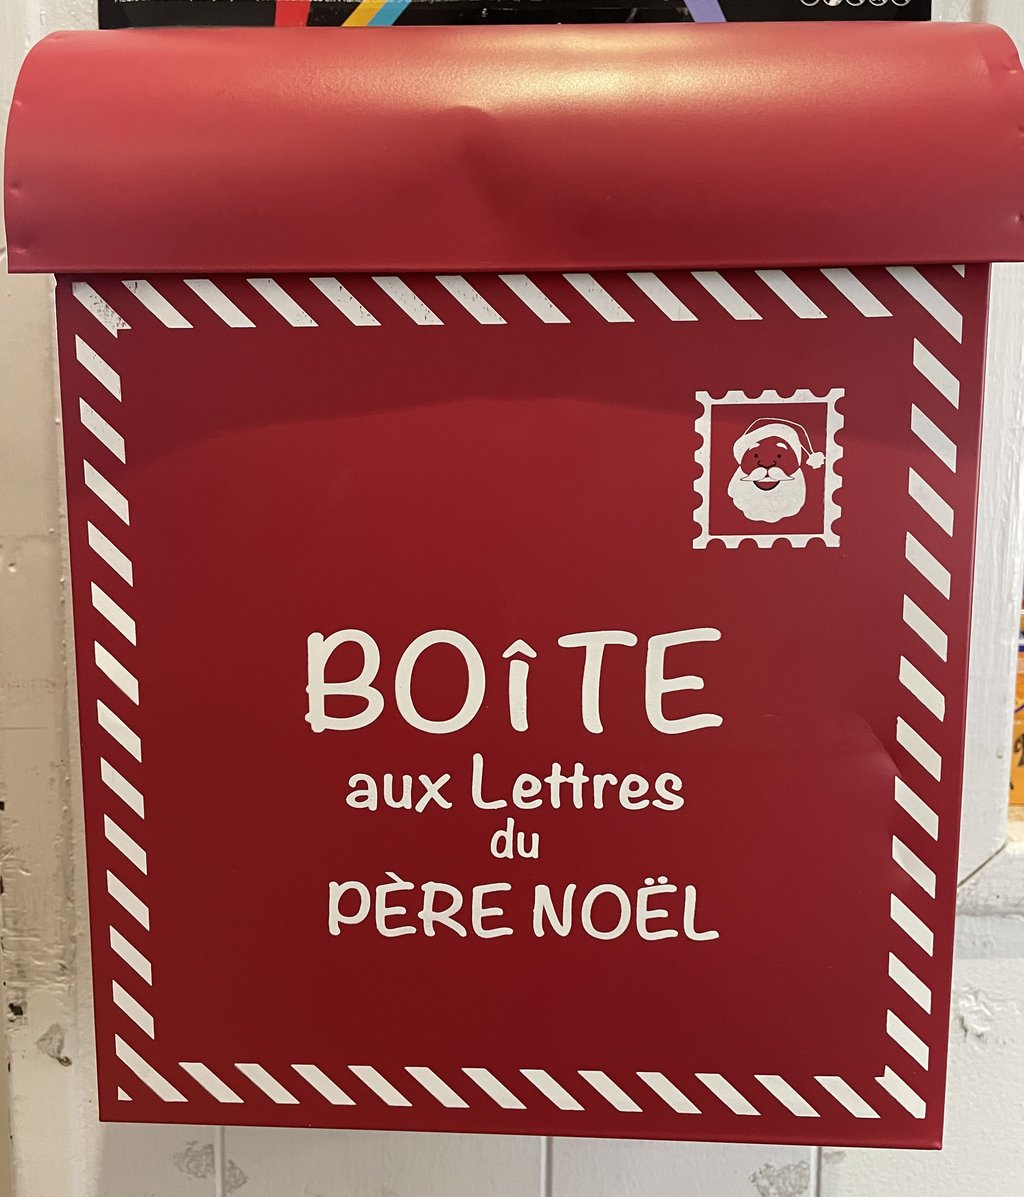 BOîTE
aux Lettres
du
PÈRE NOËL